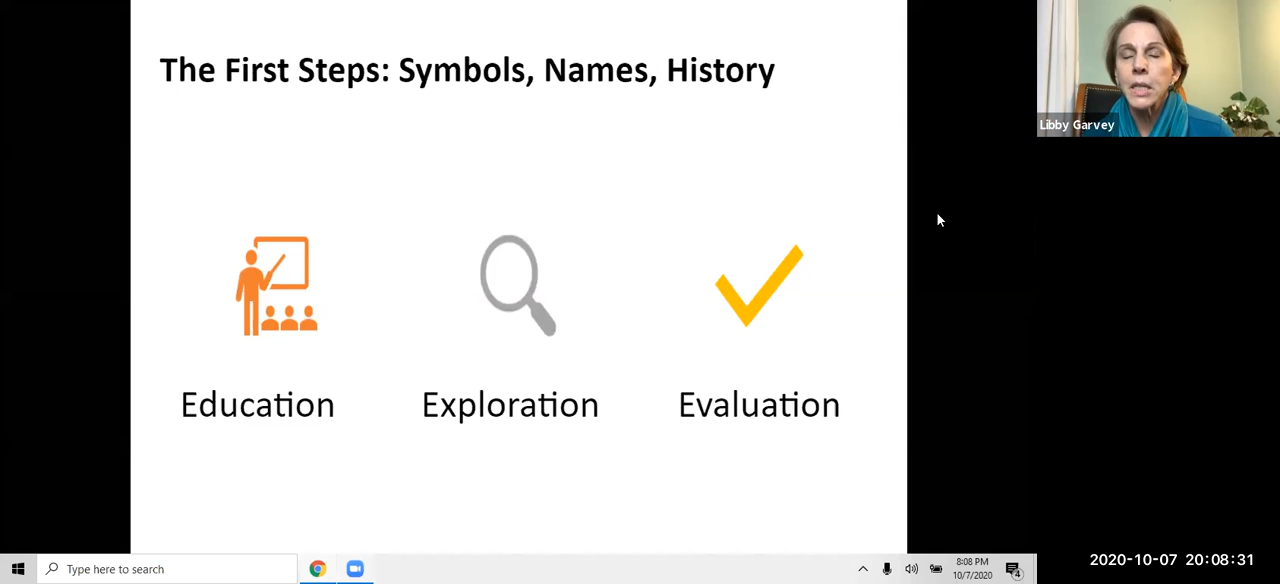 The First Steps: Symbols, Names, History
Libby Garvey
Education
Exploration
Evaluation
Type here to search
8:08 PM
10/7/2020
4
2020-10-07 20:08:31